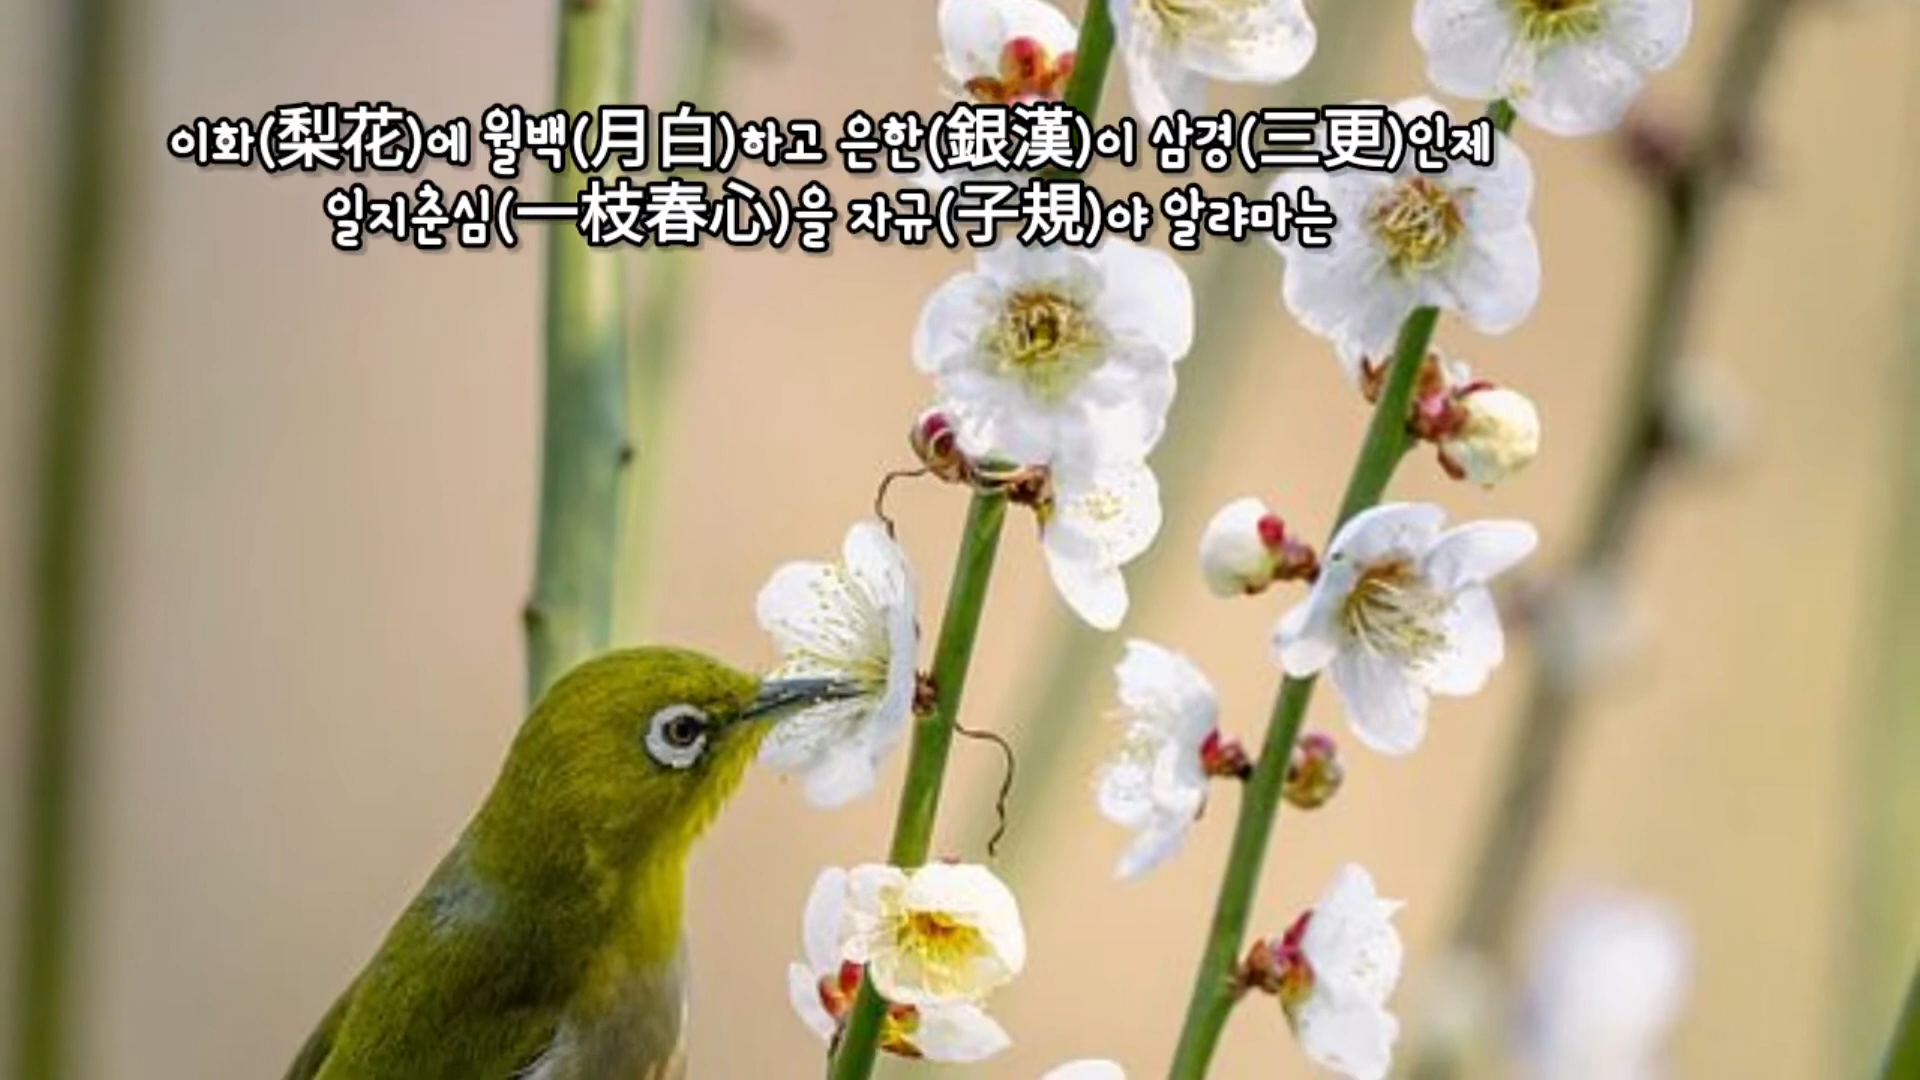 이화(梨花)에 월백(月白)하고 은한(銀漢)이 삼경(三更)인제
일지춘심(一枝春心)을 자규(子規)야 알랴마는